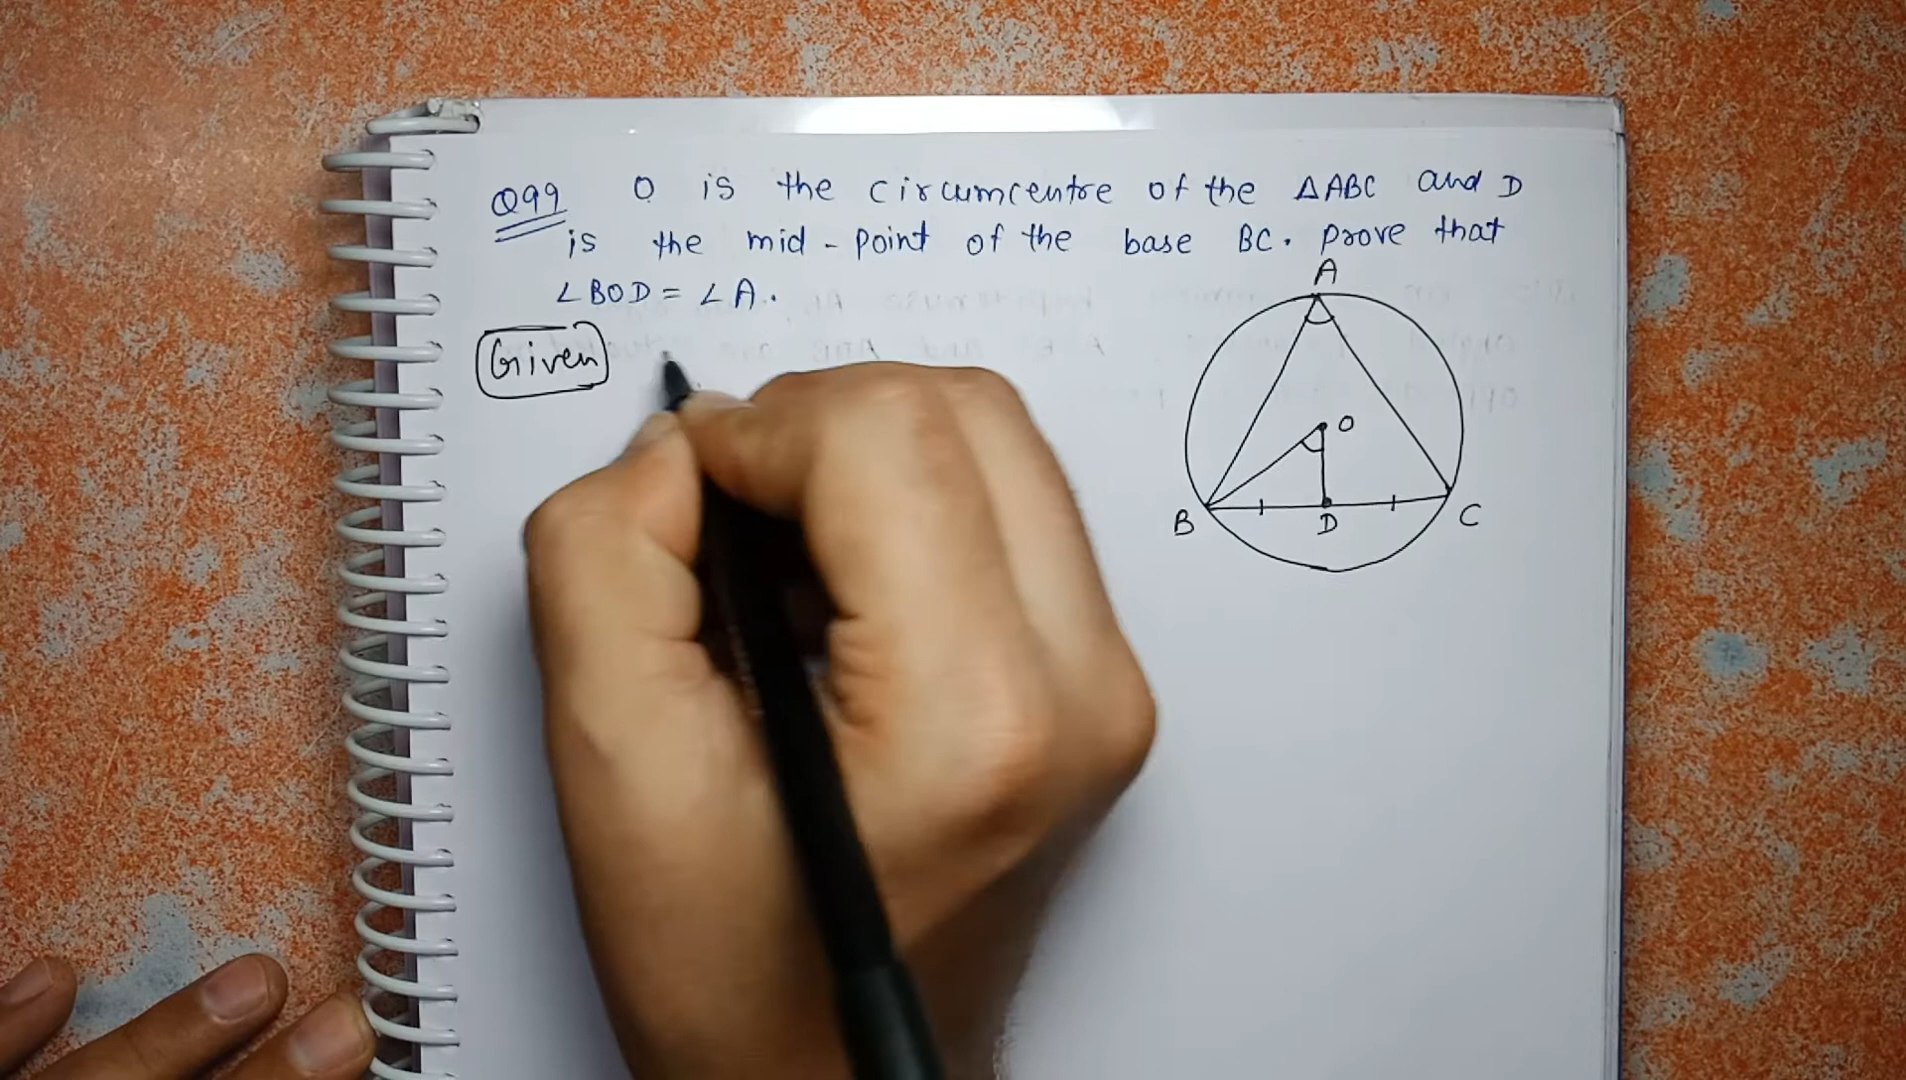 Q99 O is the circumcentre of the △ABC and D
is the mid-point of the base BC. prove that
∠BOD = ∠A.
Given
A
O
B D C